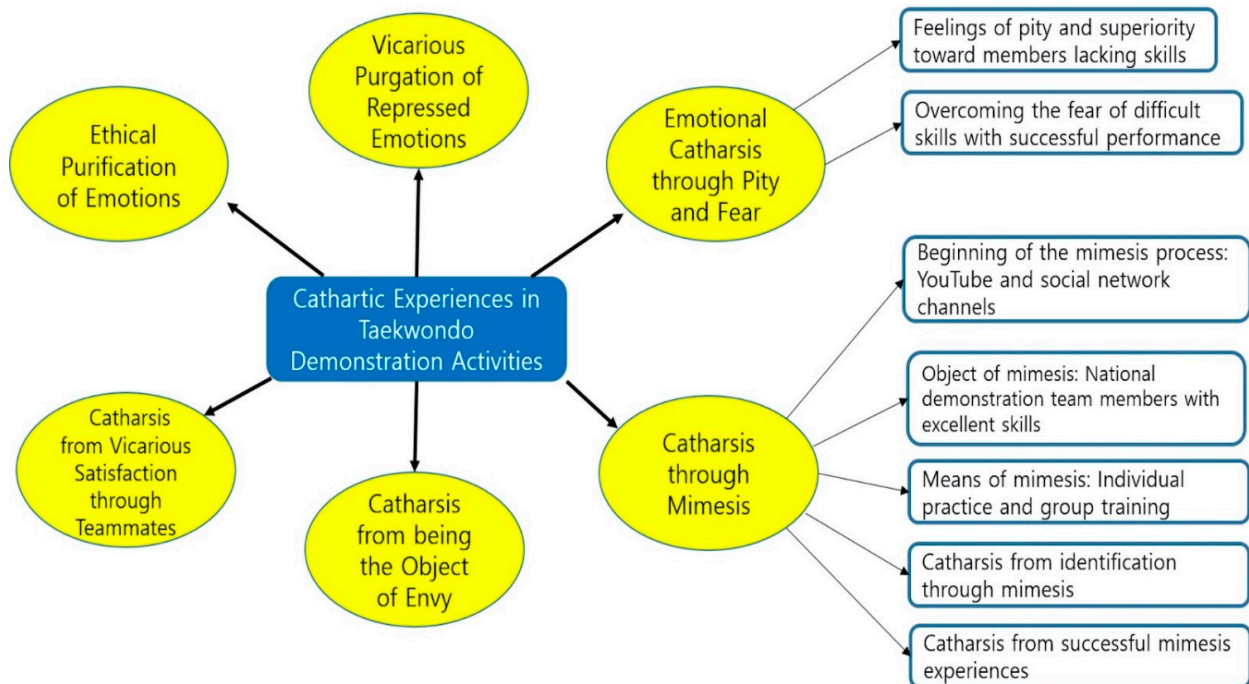 Vicarious
Purgation of
Repressed
Emotions
Ethical
Purification
of Emotions
Emotional
Catharsis
through Pity
and Fear
Feelings of pity and superiority
toward members lacking skills
Overcoming the fear of difficult
skills with successful performance
Cathartic Experiences in
Taekwondo
Demonstration Activities
Catharsis
from Vicarious
Satisfaction
through
Teammates
Catharsis
from being
the Object
of Envy
Catharsis
through
Mimesis
Beginning of the mimesis process:
YouTube and social network
channels
Object of mimesis: National
demonstration team members with
excellent skills
Means of mimesis: Individual
practice and group training
Catharsis from identification
through mimesis
Catharsis from successful mimesis
experiences